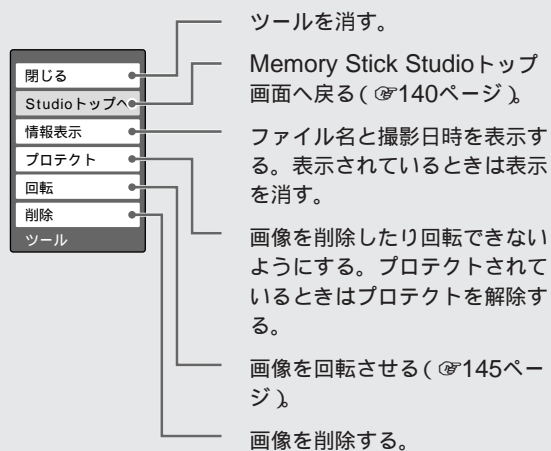 閉じる
Studioトップへ
情報表示
プロテクト
回転
削除
ツール
ツールを消す。
Memory Stick Studioトップ
画面へ戻る(☞140ページ)。
ファイル名と撮影日時を表示す
る。表示されているときは表示
を消す。
画像を削除したり回転できない
ようにする。プロテクトされて
いるときはプロテクトを解除す
る。
画像を回転させる(☞145ペー
ジ)。
画像を削除する。